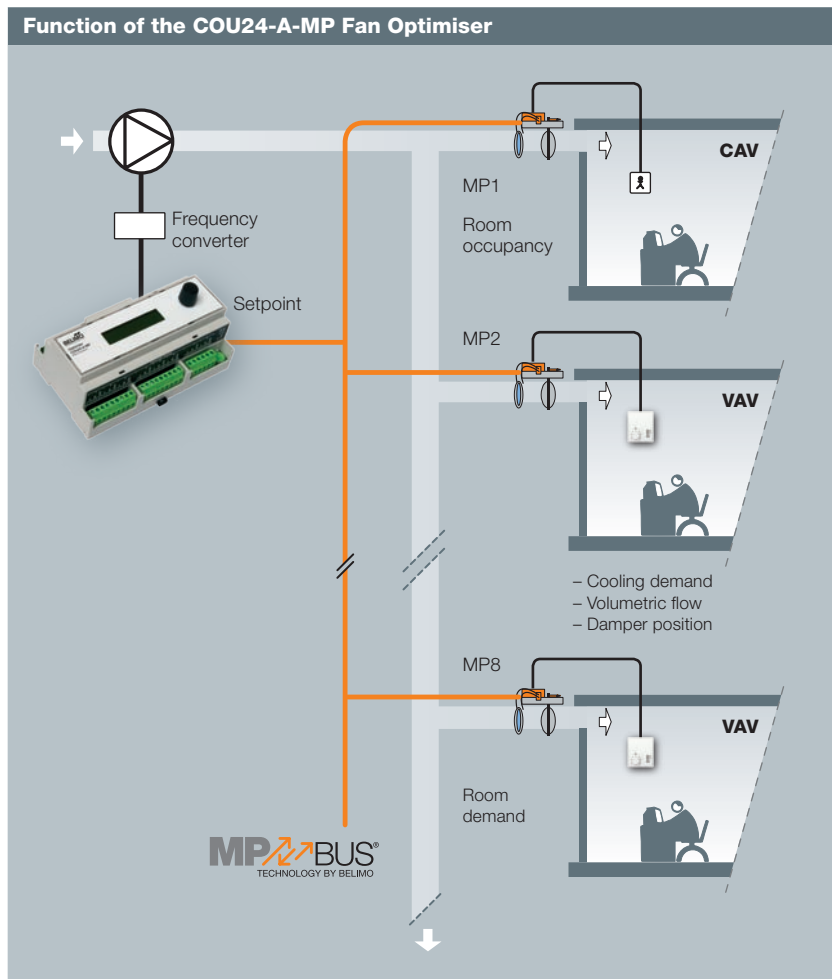 Function of the COU24-A-MP Fan Optimiser
CAV
MP1
Room
occupancy
Frequency
converter
Setpoint
BELIMO
MP2
VAV
– Cooling demand
– Volumetric flow
– Damper position
MP8
VAV
Room
demand
MP BUS®
TECHNOLOGY BY BELIMO